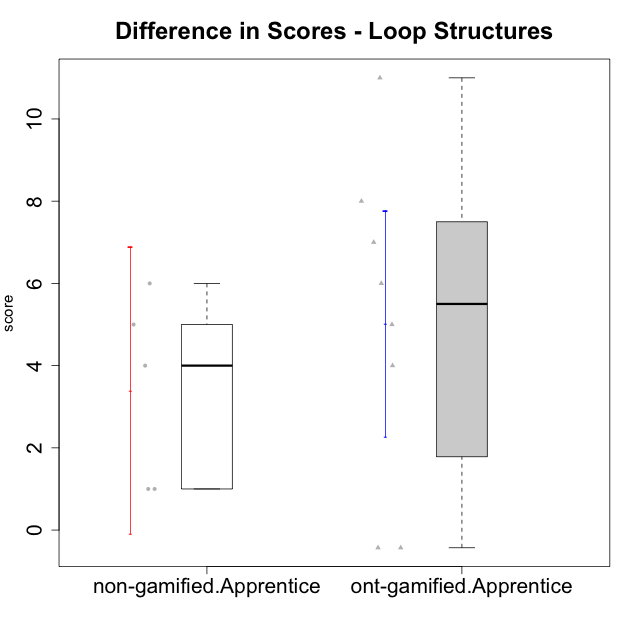 Difference in Scores - Loop Structures
10
8
6
4
2
0
score
non-gamified.Apprentice ont-gamified.Apprentice